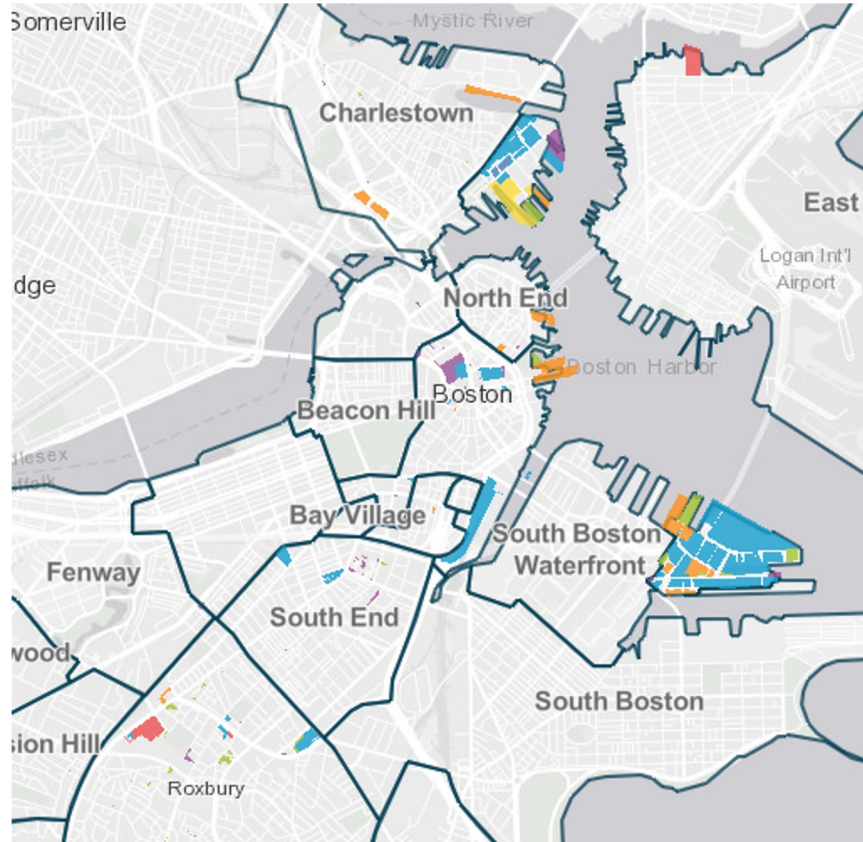 Somerville
Mystic River
Charlestown
East
Logan Int'l
Airport
dge
North End
Boston Harbor
Boston
Beacon Hill
dlesex
ffolk
Bay Village
South Boston
Waterfront
Fenway
South End
wood
South Boston
sion Hill
Roxbury